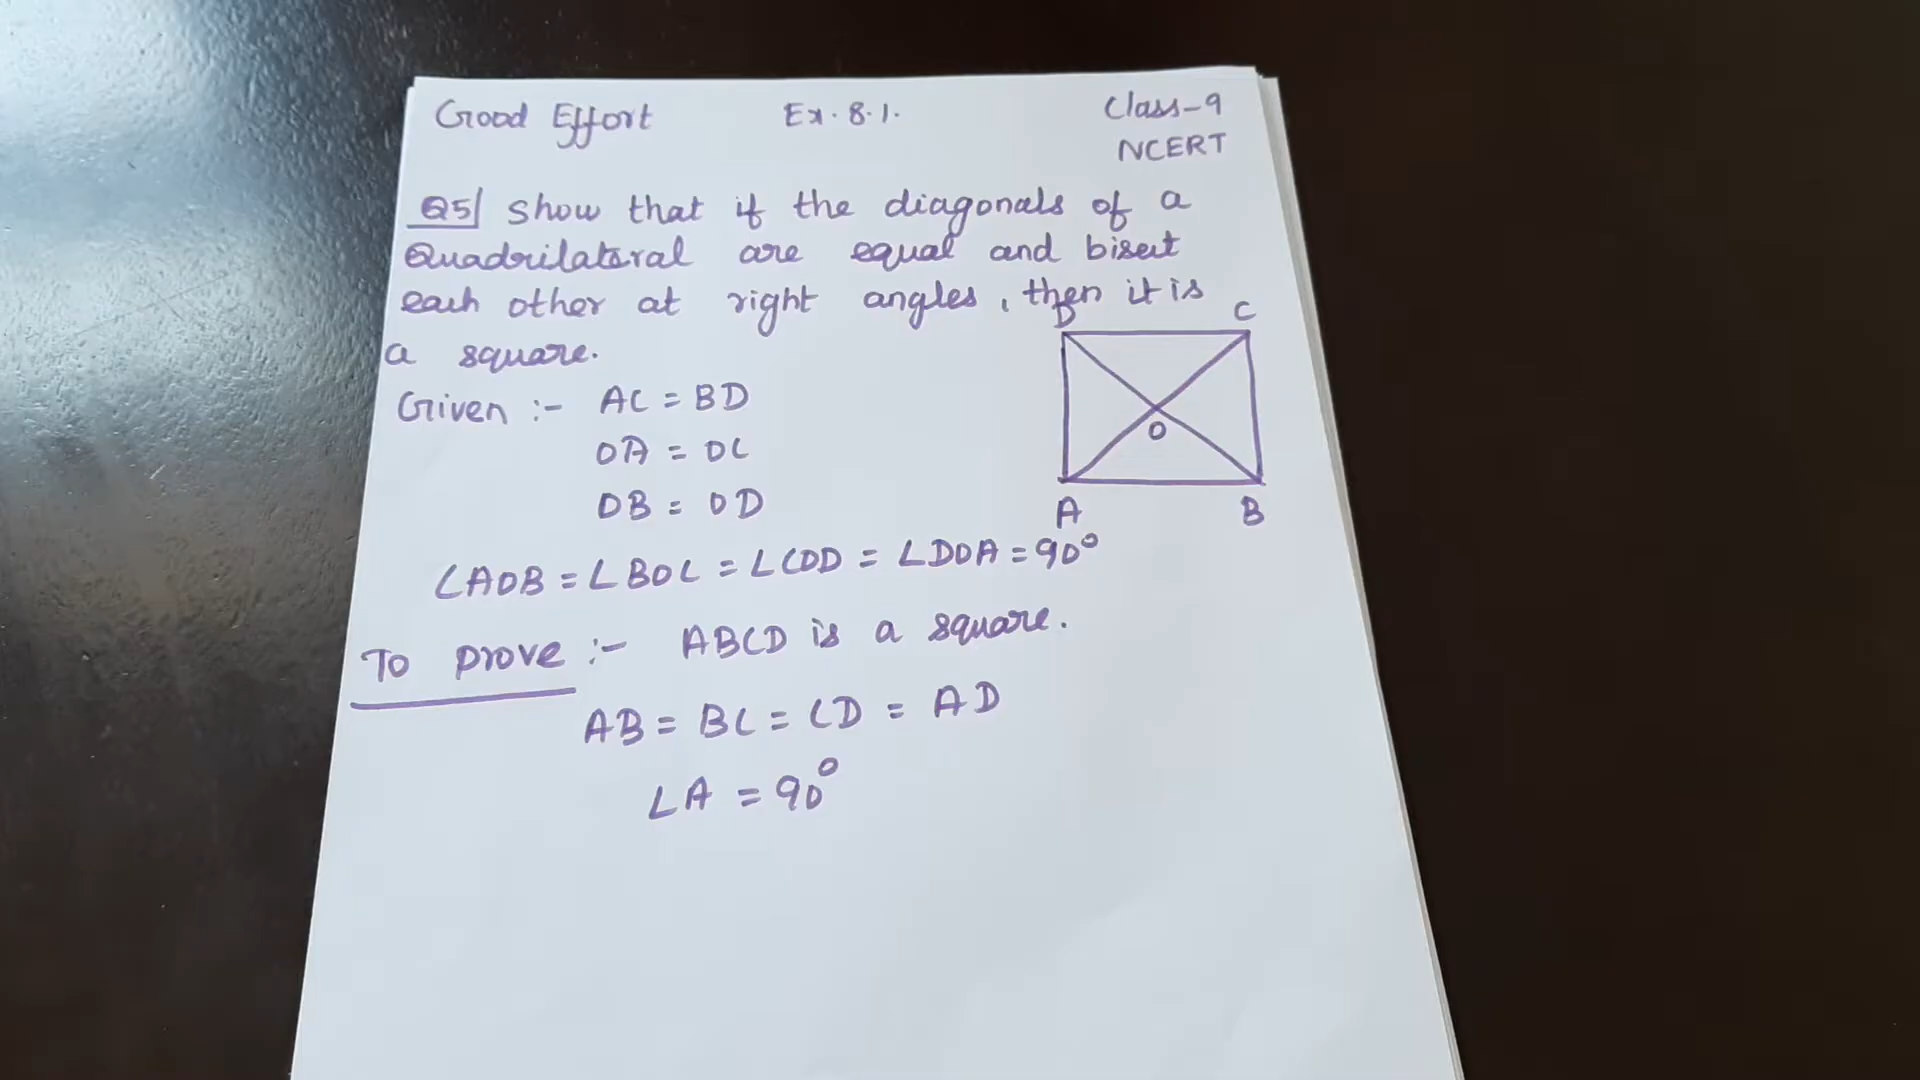 Good Effort Ex. 8.1. Class-9
NCERT
Q5 Show that if the diagonals of a
Quadrilateral are equal and bisect
each other at right angles, then it is
a square.
D C
O
A B
Given :- AC = BD
OA = OC
OB = OD
∠AOB = ∠BOC = ∠COD = ∠DOA = 90°
To prove :- ABCD is a square.
AB = BC = CD = AD
∠A = 90°